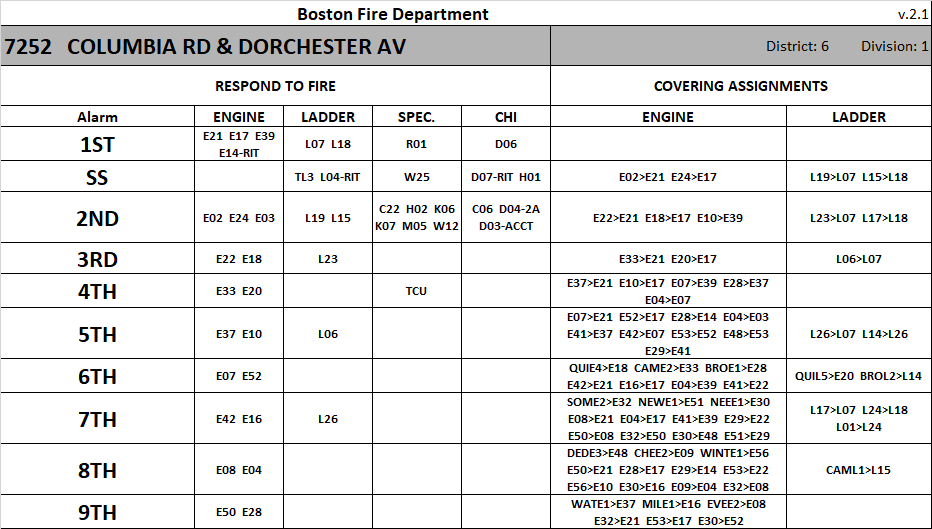 Boston Fire Department v.2.1
7252 COLUMBIA RD & DORCHESTER AV District: 6 Division: 1
RESPOND TO FIRE COVERING ASSIGNMENTS
Alarm ENGINE LADDER SPEC. CHI ENGINE LADDER
1ST
E21 E17 E39
E14-RIT
L07 L18
R01
D06
SS
TL3 L04-RIT
W25
D07-RIT H01
E02>E21 E24>E17
L19>L07 L15>L18
2ND
E02 E24 E03
L19 L15
C22 H02 K06
K07 M05 W12
C06 D04-2A
D03-ACCT
E22>E21 E18>E17 E10>E39
L23>L07 L17>L18
3RD
E22 E18
L23
E33>E21 E20>E17
L06>L07
4TH
E33 E20
TCU
E37>E21 E10>E17 E07>E39 E28>E37
E04>E07
5TH
E37 E10
L06
E07>E21 E52>E17 E28>E14 E04>E03
E41>E37 E42>E07 E53>E52 E48>E53
E29>E41
L26>L07 L14>L26
6TH
E07 E52
QUIE4>E18 CAME2>E33 BROE1>E28
E42>E21 E16>E17 E04>E39 E41>E22
QUIL5>E20 BROL2>L14
7TH
E42 E16
L26
SOME2>E32 NEWE1>E51 NEEE1>E30
E08>E21 E04>E17 E41>E39 E29>E22
E50>E08 E32>E50 E30>E48 E51>E29
L17>L07 L24>L18
L01>L24
8TH
E08 E04
DEDE3>E48 CHEE2>E09 WINTE1>E56
E50>E21 E28>E17 E29>E14 E53>E22
E56>E10 E30>E16 E09>E04 E32>E08
CAML1>L15
9TH
E50 E28
WATE1>E37 MILE1>E16 EVEE2>E08
E32>E21 E53>E17 E30>E52